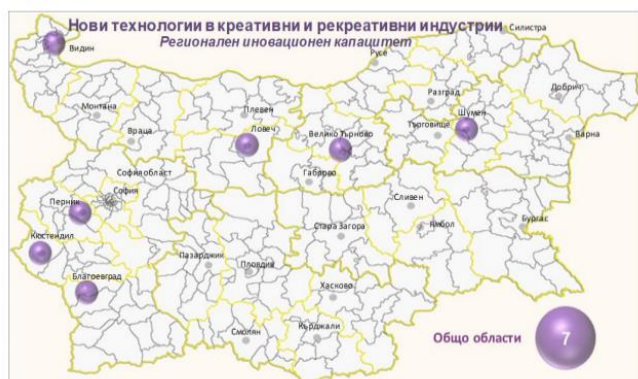 Нови технологии в креативни и рекреативни индустрии
Регионален иновационен капацитет
Силистра
Видин
Русе
Добрич
Разград
Монтана
Плевен
Шумен
Враца
Ловеч
Велико Търново
Търговище
Варна
София област
Габрово
София
Перник
Сливен
Кюстендил
Стара Загора
Ямбол
Бургас
Пазарджик
Пловдив
Благоевград
Хасково
Смолян
Кърджали
Общо области
7